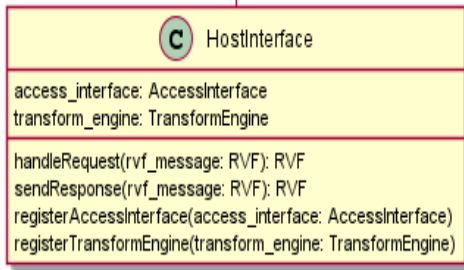 C HostInterface
access_interface: AccessInterface
transform_engine: TransformEngine
handleRequest(rvf_message: RVF): RVF
sendResponse(rvf_message: RVF): RVF
registerAccessInterface(access_interface: AccessInterface)
registerTransformEngine(transform_engine: TransformEngine)